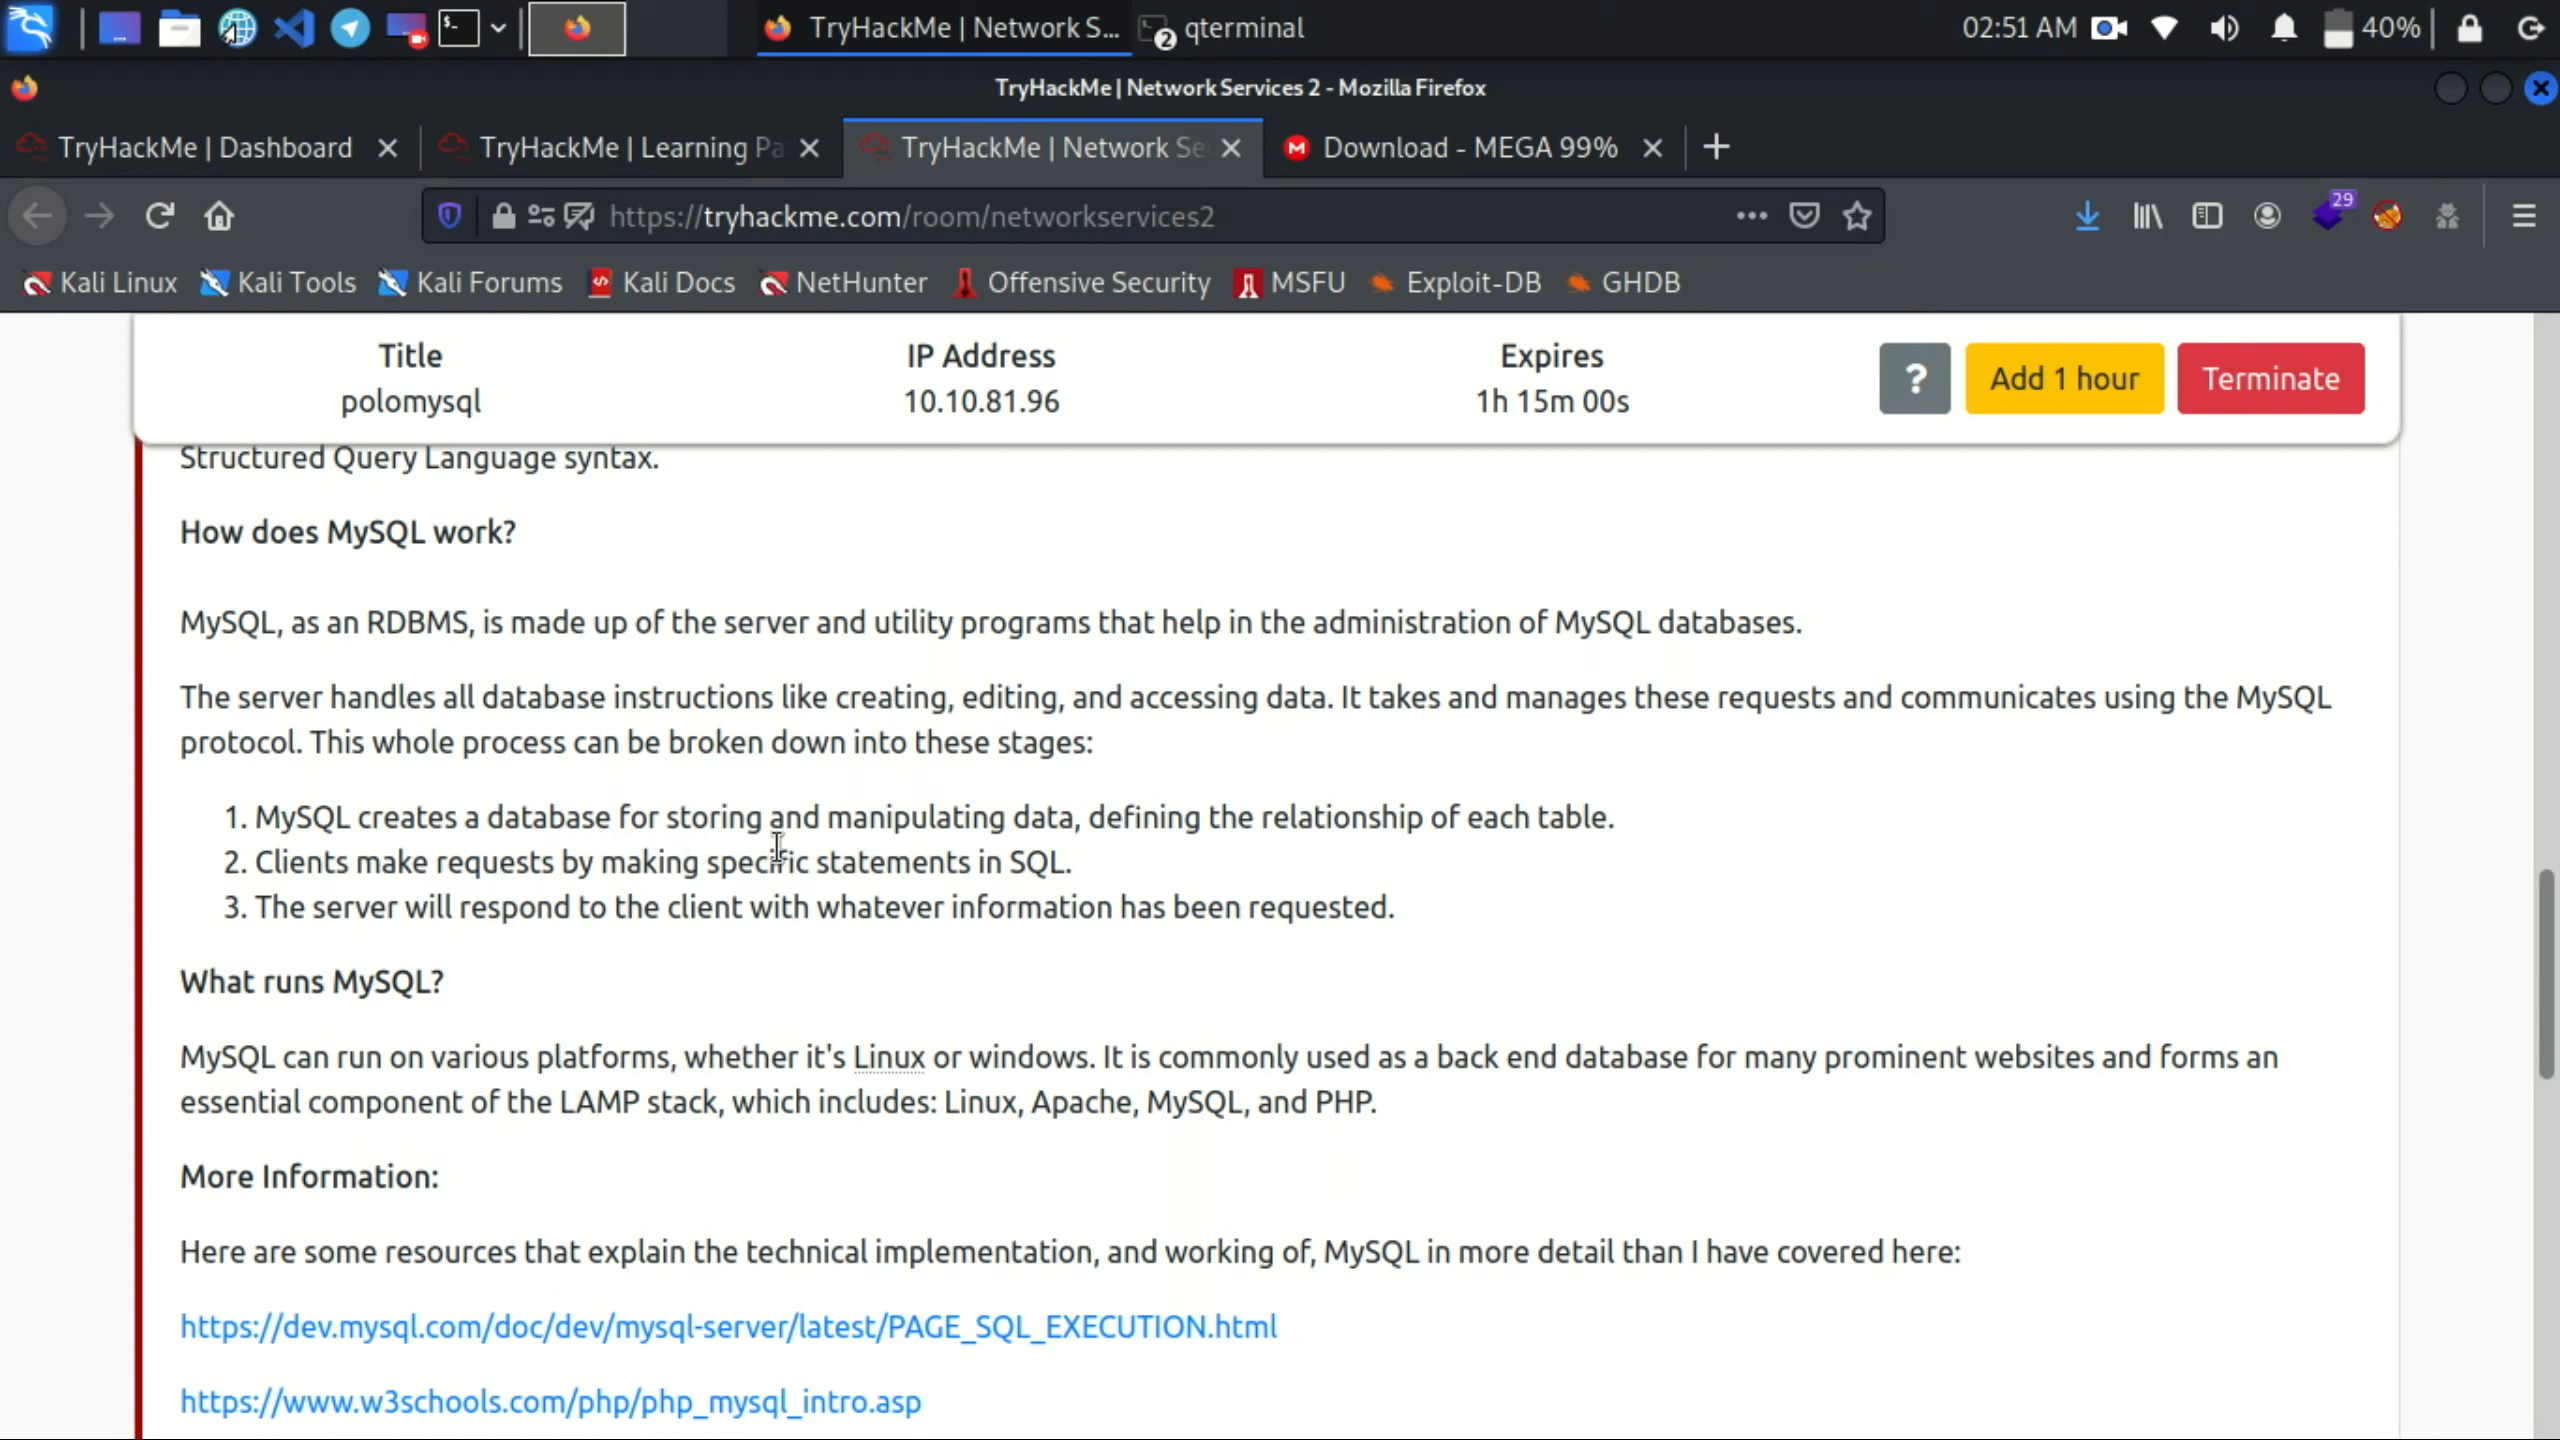 TryHackMe | Network S... 2 qterminal 02:51 AM 40%
TryHackMe | Network Services 2 - Mozilla Firefox
TryHackMe | Dashboard TryHackMe | Learning Pa TryHackMe | Network Se Download - MEGA 99%
https://tryhackme.com/room/networkservices2 29
Kali Linux Kali Tools Kali Forums Kali Docs NetHunter Offensive Security MSFU Exploit-DB GHDB
Title IP Address Expires
polomysql 10.10.81.96 1h 15m 00s ? Add 1 hour Terminate
Structured Query Language syntax.
How does MySQL work?
MySQL, as an RDBMS, is made up of the server and utility programs that help in the administration of MySQL databases.
The server handles all database instructions like creating, editing, and accessing data. It takes and manages these requests and communicates using the MySQL
protocol. This whole process can be broken down into these stages:
1. MySQL creates a database for storing and manipulating data, defining the relationship of each table.
2. Clients make requests by making specific statements in SQL.
3. The server will respond to the client with whatever information has been requested.
What runs MySQL?
MySQL can run on various platforms, whether it's Linux or windows. It is commonly used as a back end database for many prominent websites and forms an
essential component of the LAMP stack, which includes: Linux, Apache, MySQL, and PHP.
More Information:
Here are some resources that explain the technical implementation, and working of, MySQL in more detail than I have covered here:
https://dev.mysql.com/doc/dev/mysql-server/latest/PAGE_SQL_EXECUTION.html
https://www.w3schools.com/php/php_mysql_intro.asp